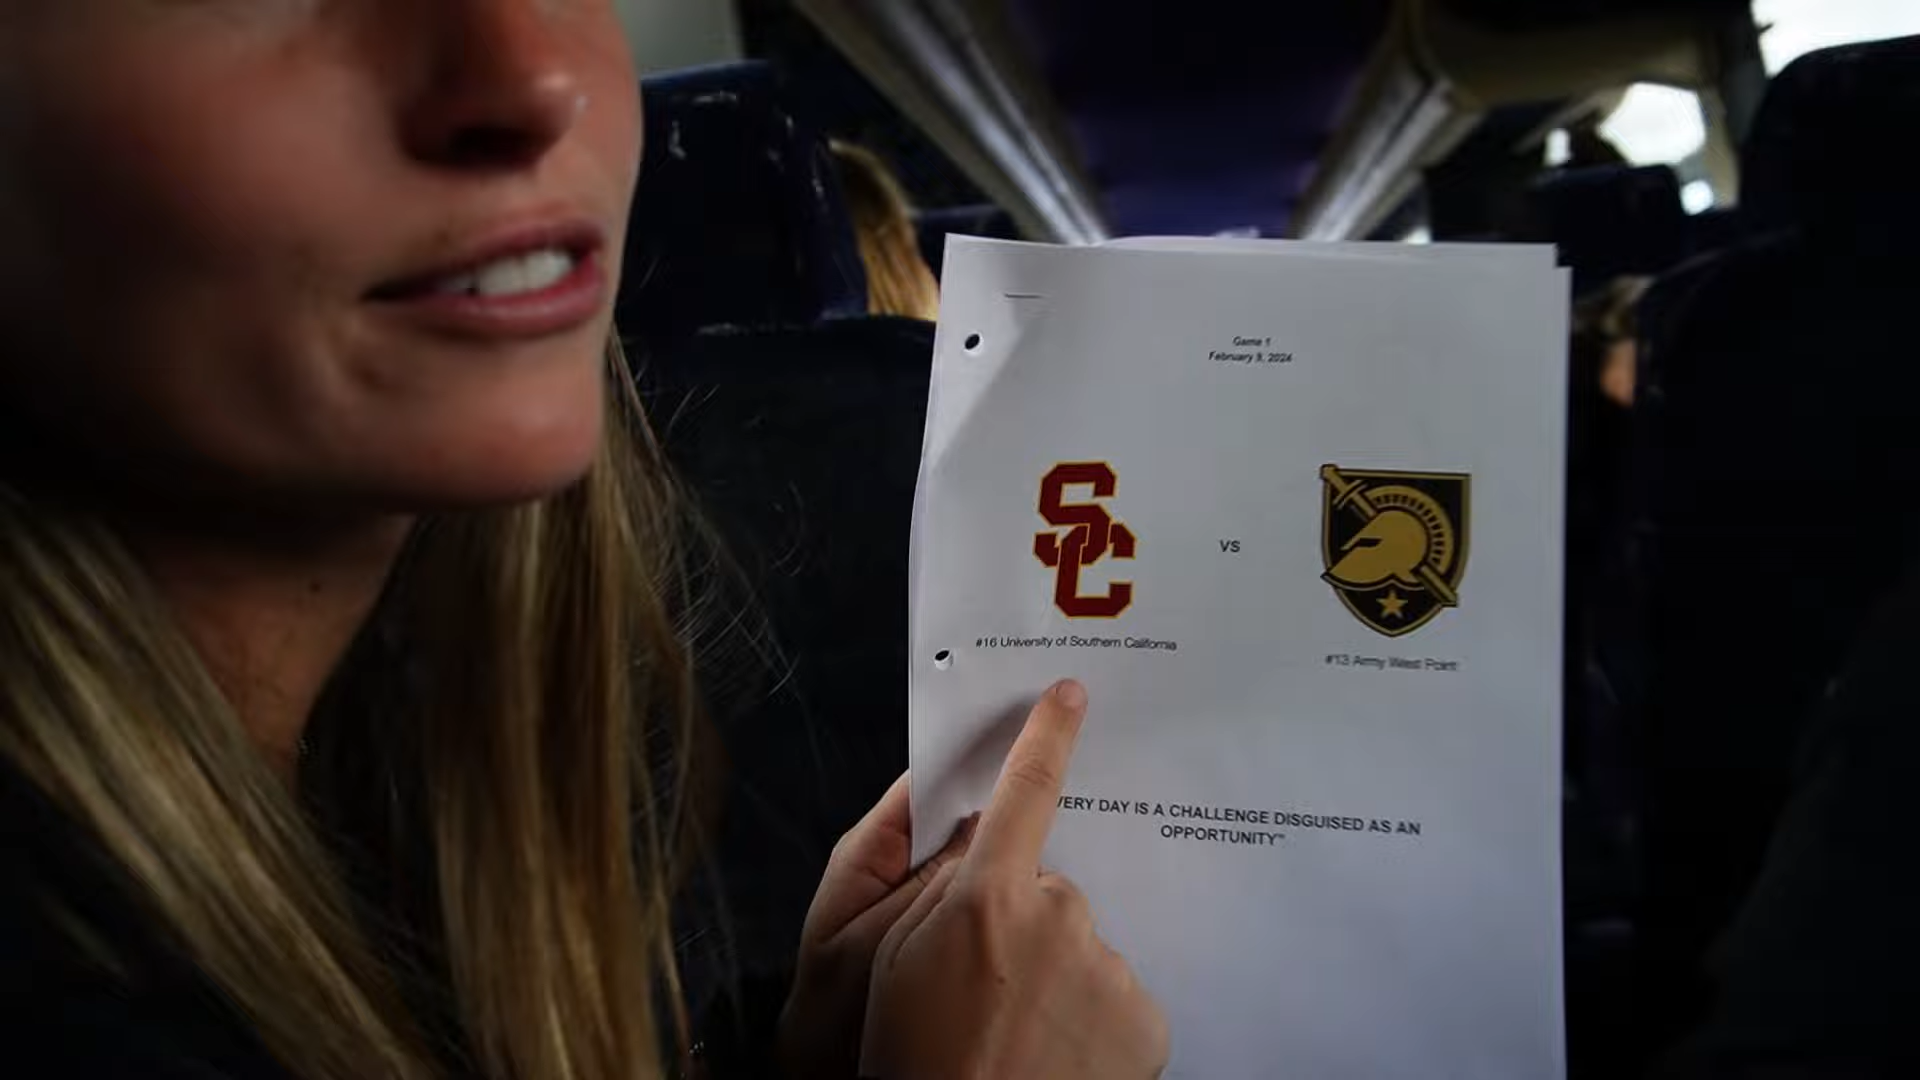 Game 1
February 9, 2024
SC
VS
#16 University of Southern California
#13 Army West Point
VERY DAY IS A CHALLENGE DISGUISED AS AN
OPPORTUNITY"